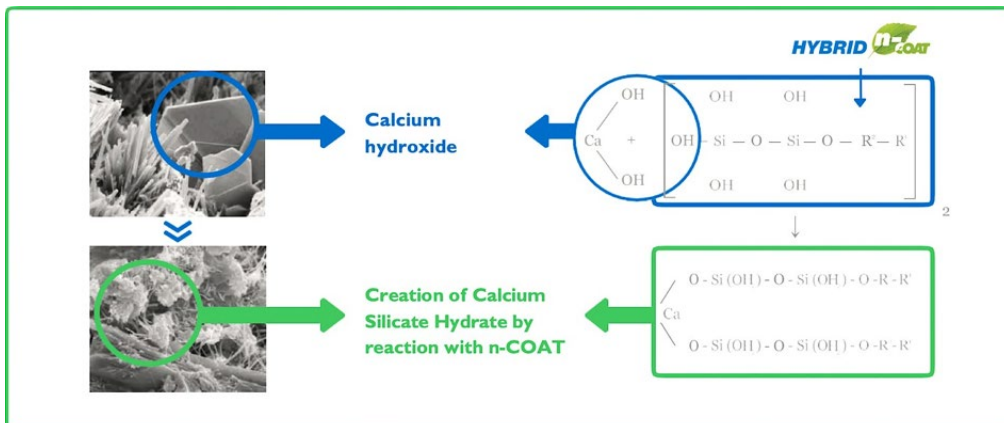 HYBRID n-COAT
Calcium
hydroxide
OH
Ca +
OH
OH OH
OH – Si – O – Si – O – R" – R'
OH OH
2
Creation of Calcium
Silicate Hydrate by
reaction with n-COAT
O - Si (OH) - O - Si (OH) - O - R - R'
Ca
O - Si (OH) - O - Si (OH) - O - R - R'